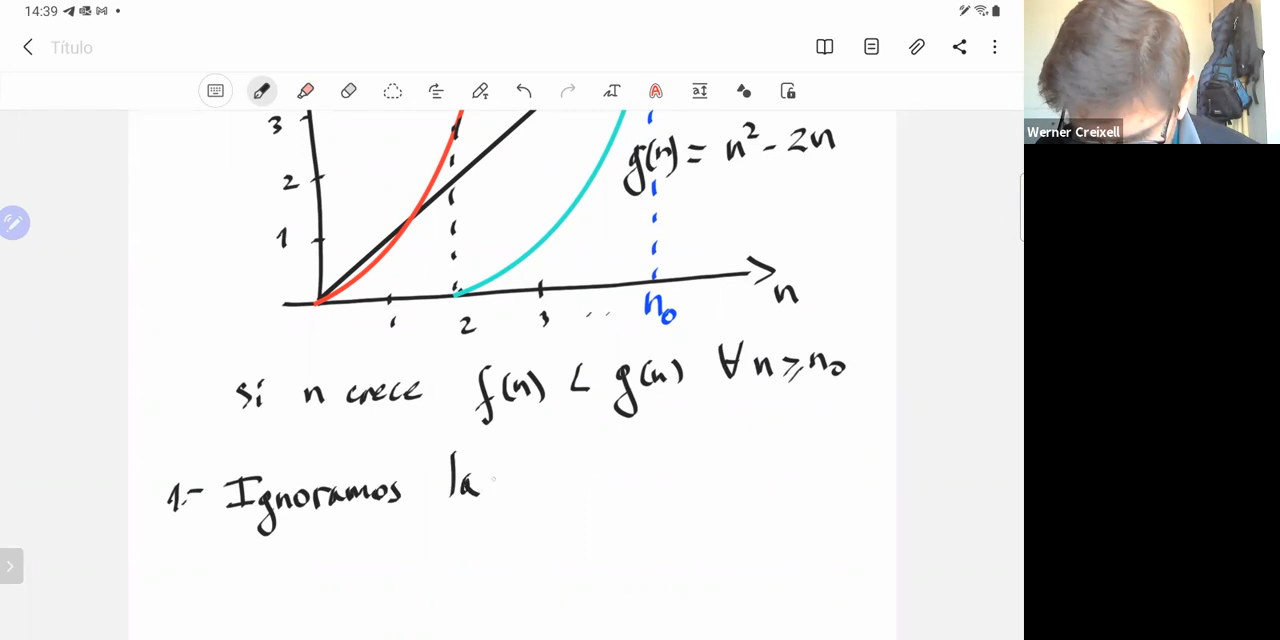 14:39
Título
Werner Creixell
3
2
1
g(n) = n² - 2n
n
1 2 3 .. n₀
si n crece f(n) < g(n) ∀ n ≥ n₀
1.- Ignoramos la